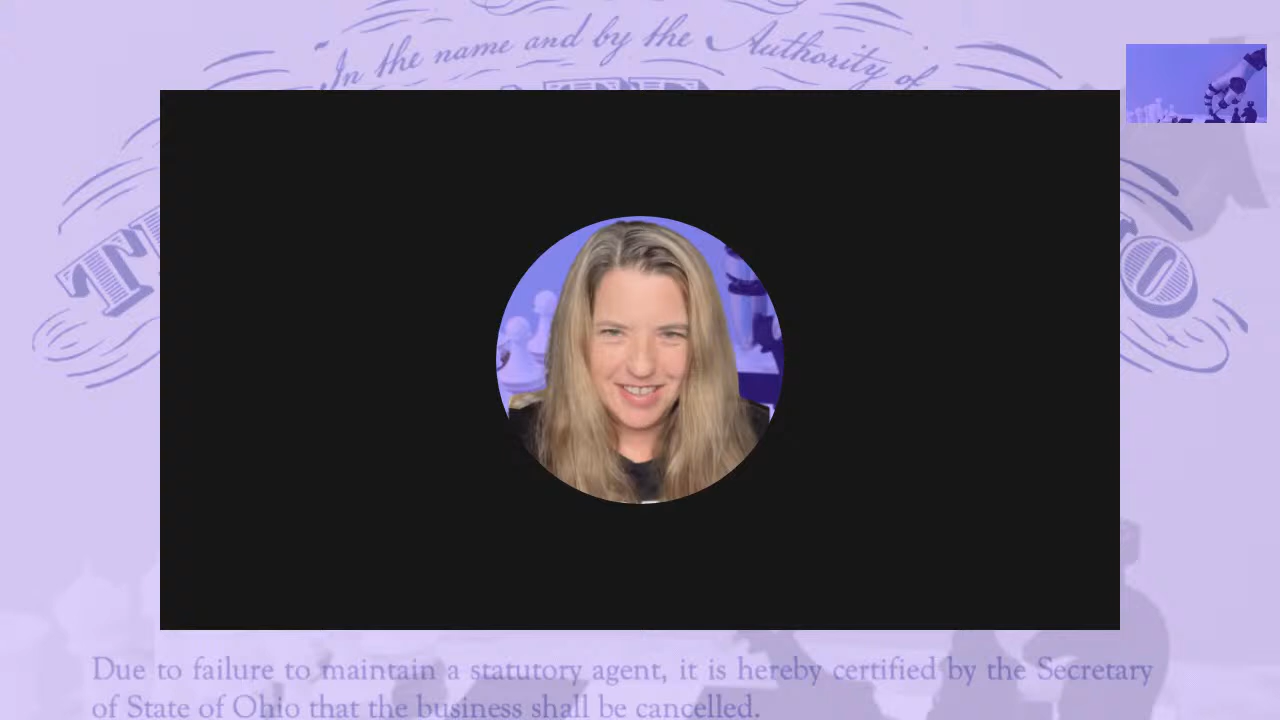 "In the name and by the Authority of
Due to failure to maintain a statutory agent, it is hereby certified by the Secretary
of State of Ohio that the business shall be cancelled.